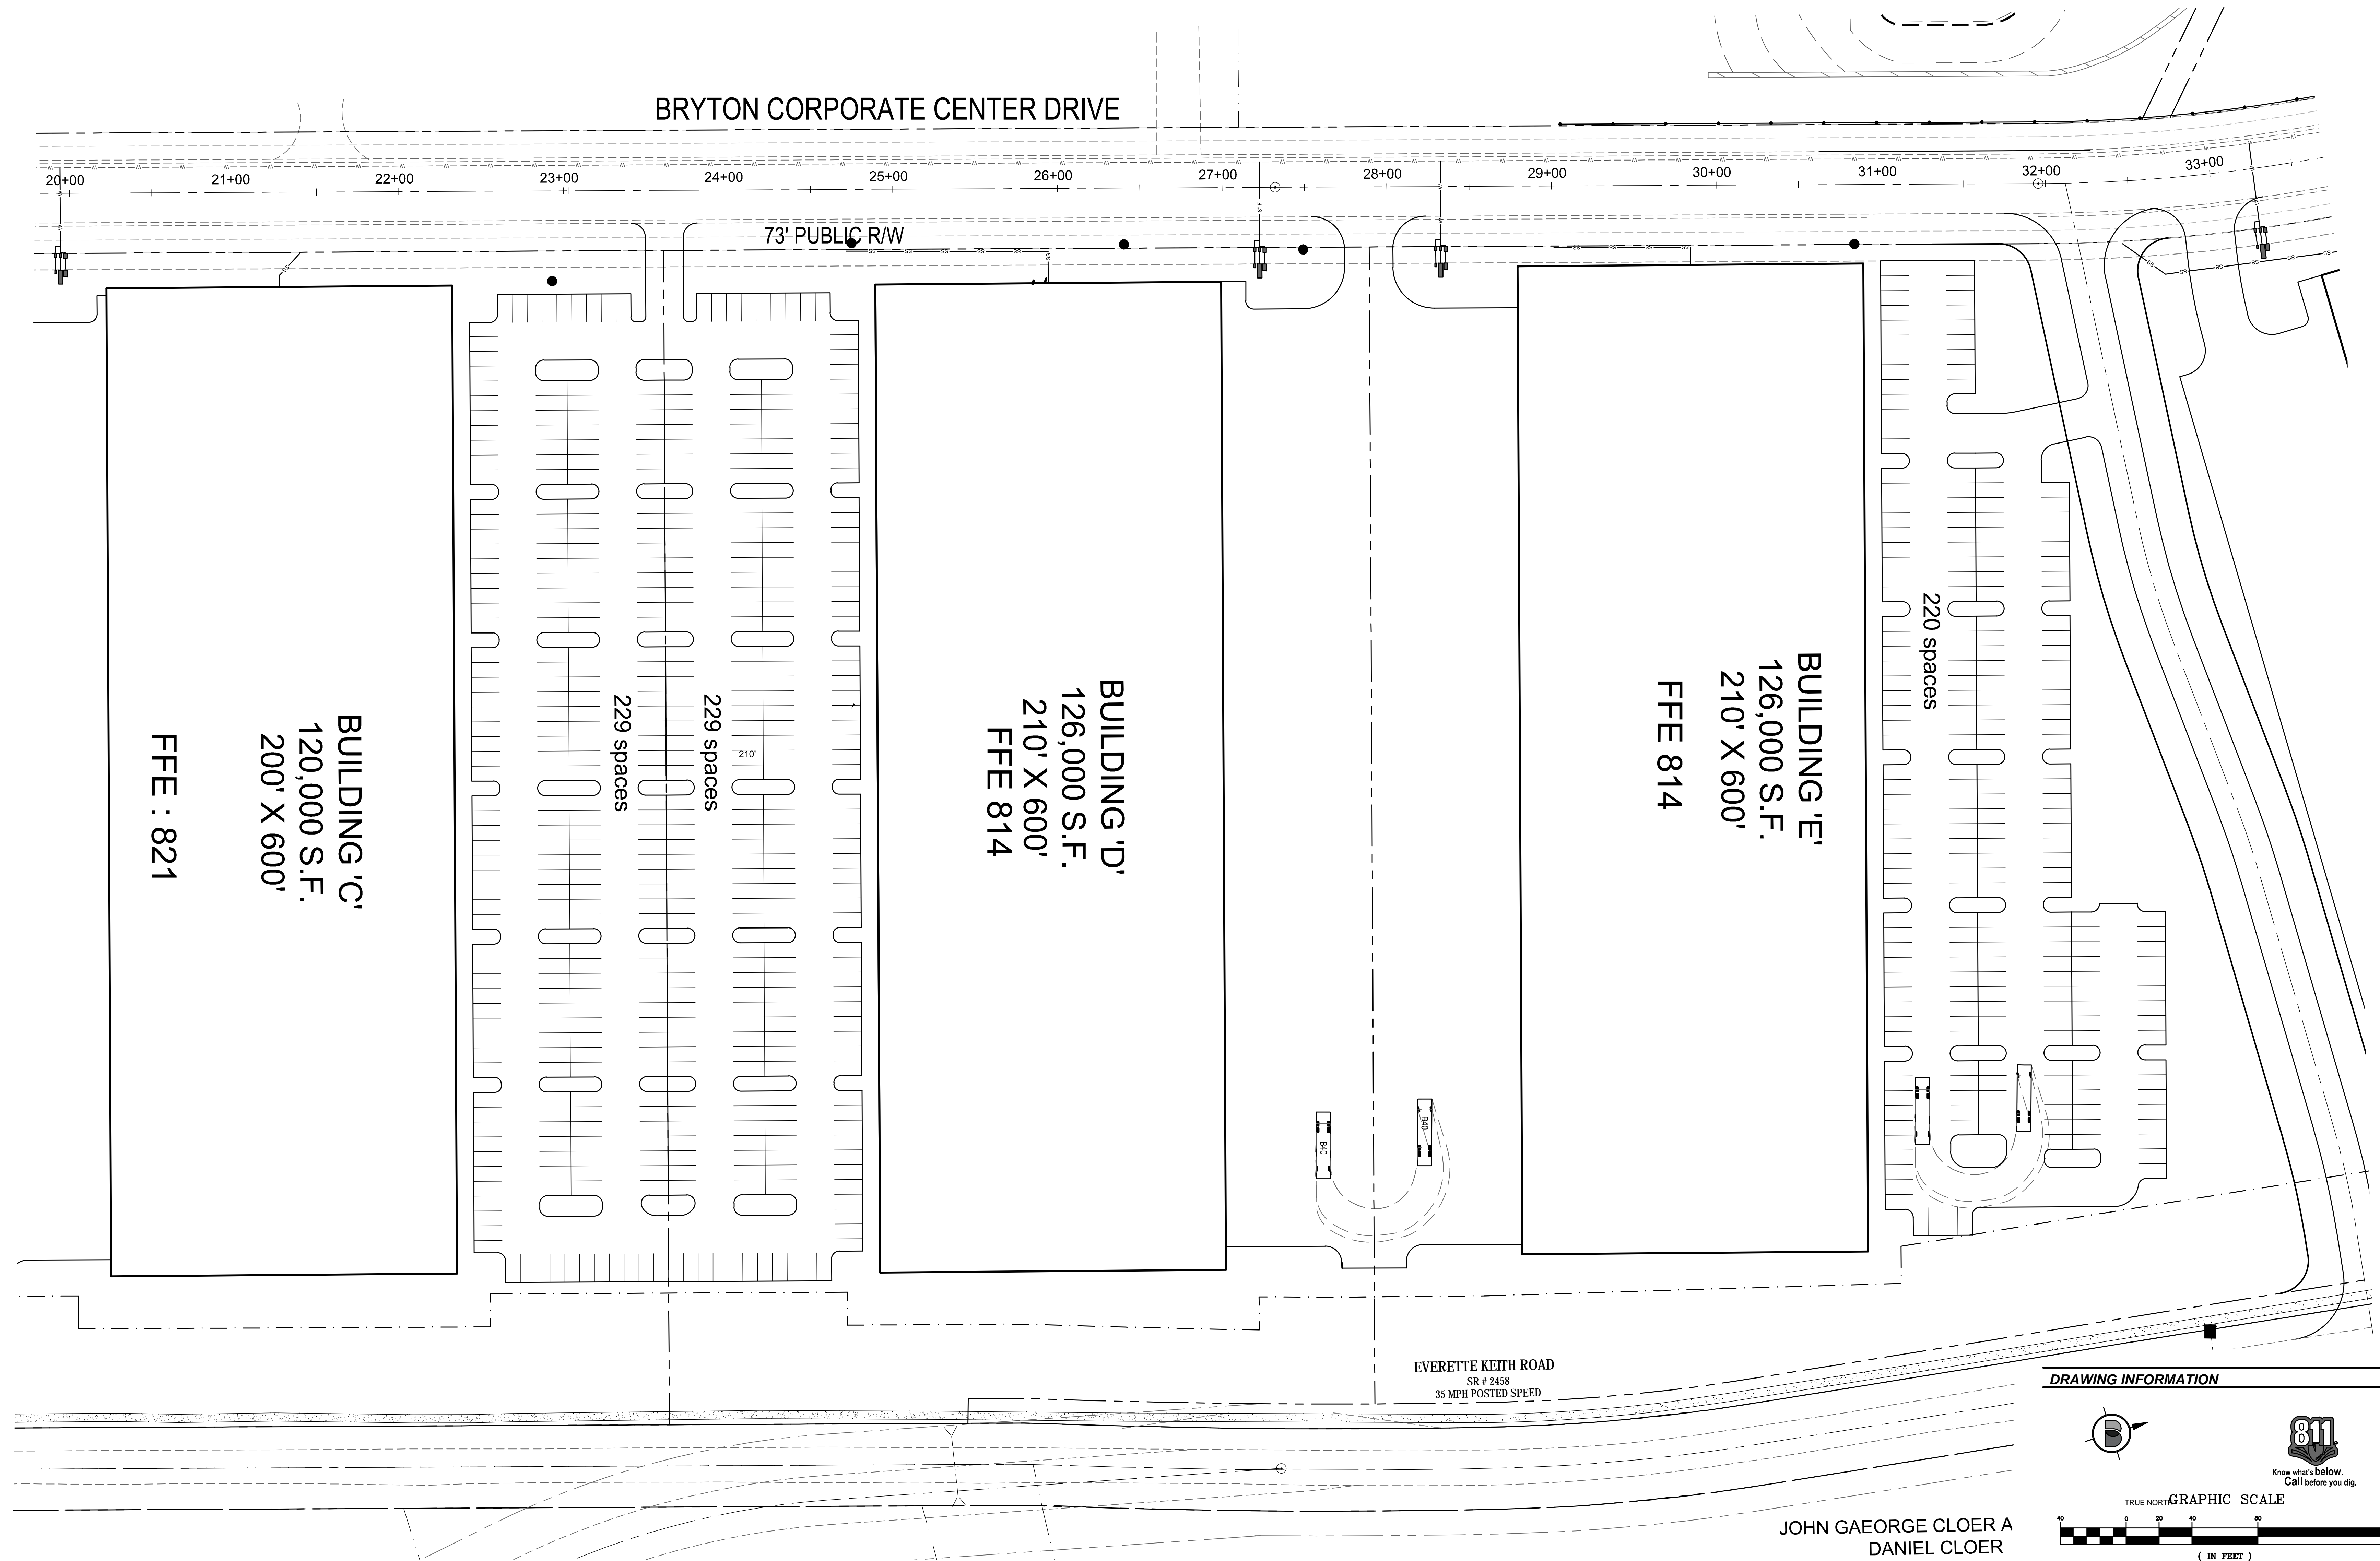 BRYTON CORPORATE CENTER DRIVE
20+00
21+00
22+00
23+00
24+00
25+00
26+00
27+00
28+00
29+00
30+00
31+00
32+00
33+00
73' PUBLIC R/W
BUILDING 'C'
120,000 S.F.
200' X 600'
FFE : 821
229 spaces
229 spaces
210'
BUILDING 'D'
126,000 S.F.
210' X 600'
FFE 814
B40
B40
BUILDING 'E'
126,000 S.F.
210' X 600'
FFE 814
220 spaces
EVERETTE KEITH ROAD
SR # 2458
35 MPH POSTED SPEED
DRAWING INFORMATION
B
811
Know what's below.
Call before you dig.
TRUE NORTH
GRAPHIC SCALE
40 0 20 40 80
( IN FEET )
JOHN GAEORGE CLOER A
DANIEL CLOER